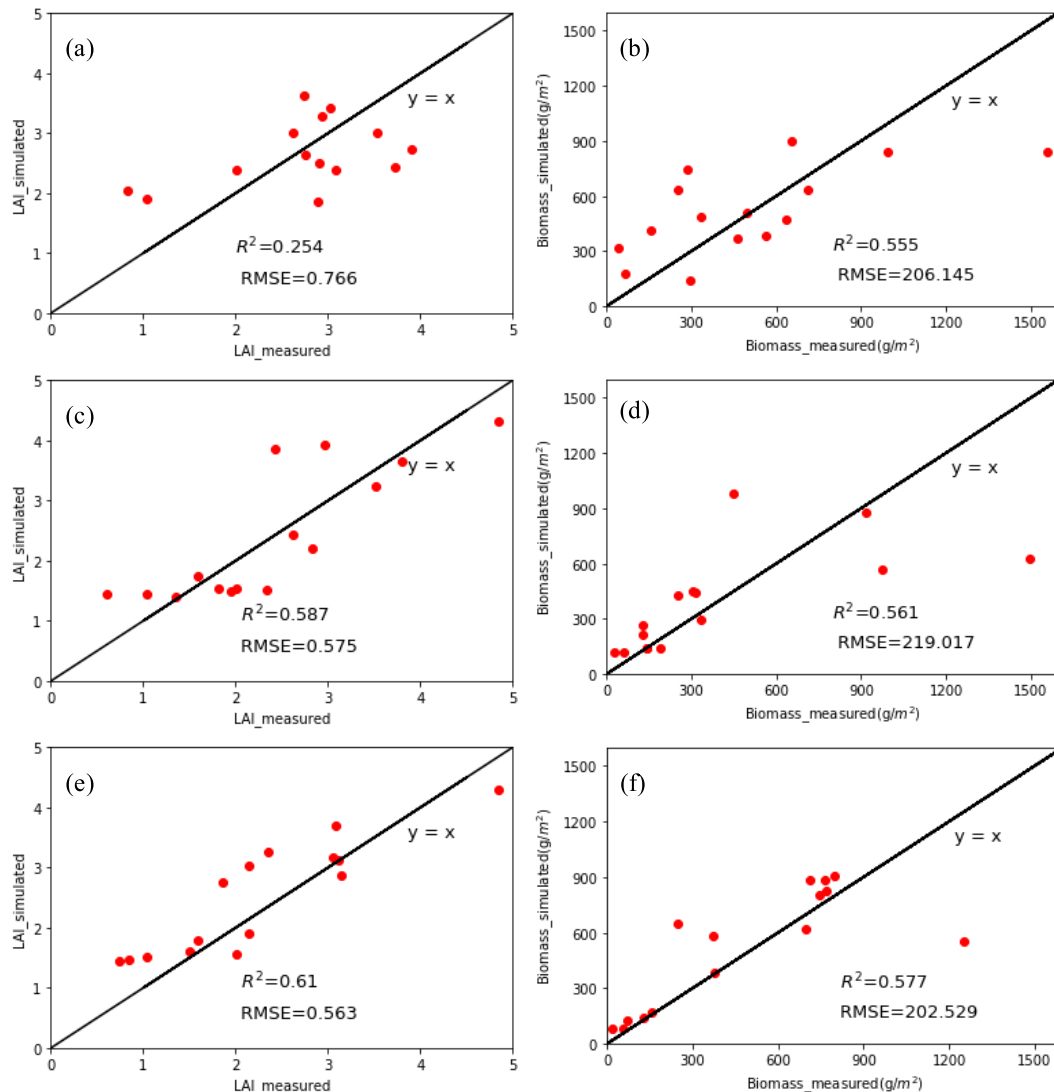 (a)
5
4
3
2
1
0
LAI_simulated
y = x
R²=0.254
RMSE=0.766
0 1 2 3 4 5
LAI_measured
(b)
1500
1200
900
600
300
0
Biomass_simulated(g/m²)
y = x
R²=0.555
RMSE=206.145
0 300 600 900 1200 1500
Biomass_measured(g/m²)
(c)
5
4
3
2
1
0
LAI_simulated
y = x
R²=0.587
RMSE=0.575
0 1 2 3 4 5
LAI_measured
(d)
1500
1200
900
600
300
0
Biomass_simulated(g/m²)
y = x
R²=0.561
RMSE=219.017
0 300 600 900 1200 1500
Biomass_measured(g/m²)
(e)
5
4
3
2
1
0
LAI_simulated
y = x
R²=0.61
RMSE=0.563
0 1 2 3 4 5
LAI_measured
(f)
1500
1200
900
600
300
0
Biomass_simulated(g/m²)
y = x
R²=0.577
RMSE=202.529
0 300 600 900 1200 1500
Biomass_measured(g/m²)